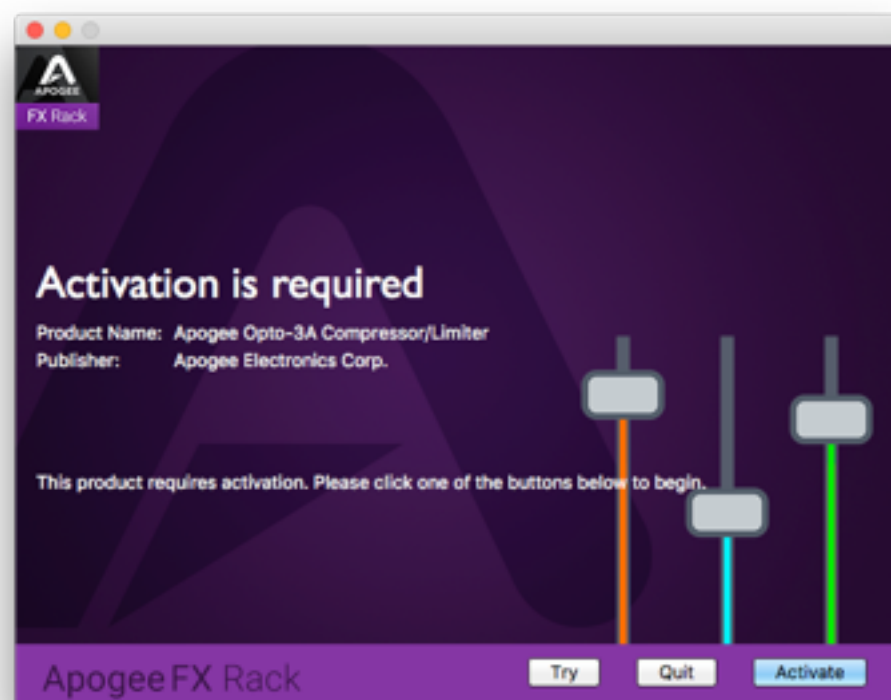 APOGEE
FX Rack
Activation is required
Product Name: Apogee Opto-3A Compressor/Limiter
Publisher: Apogee Electronics Corp.
This product requires activation. Please click one of the buttons below to begin.
Apogee FX Rack
Try
Quit
Activate